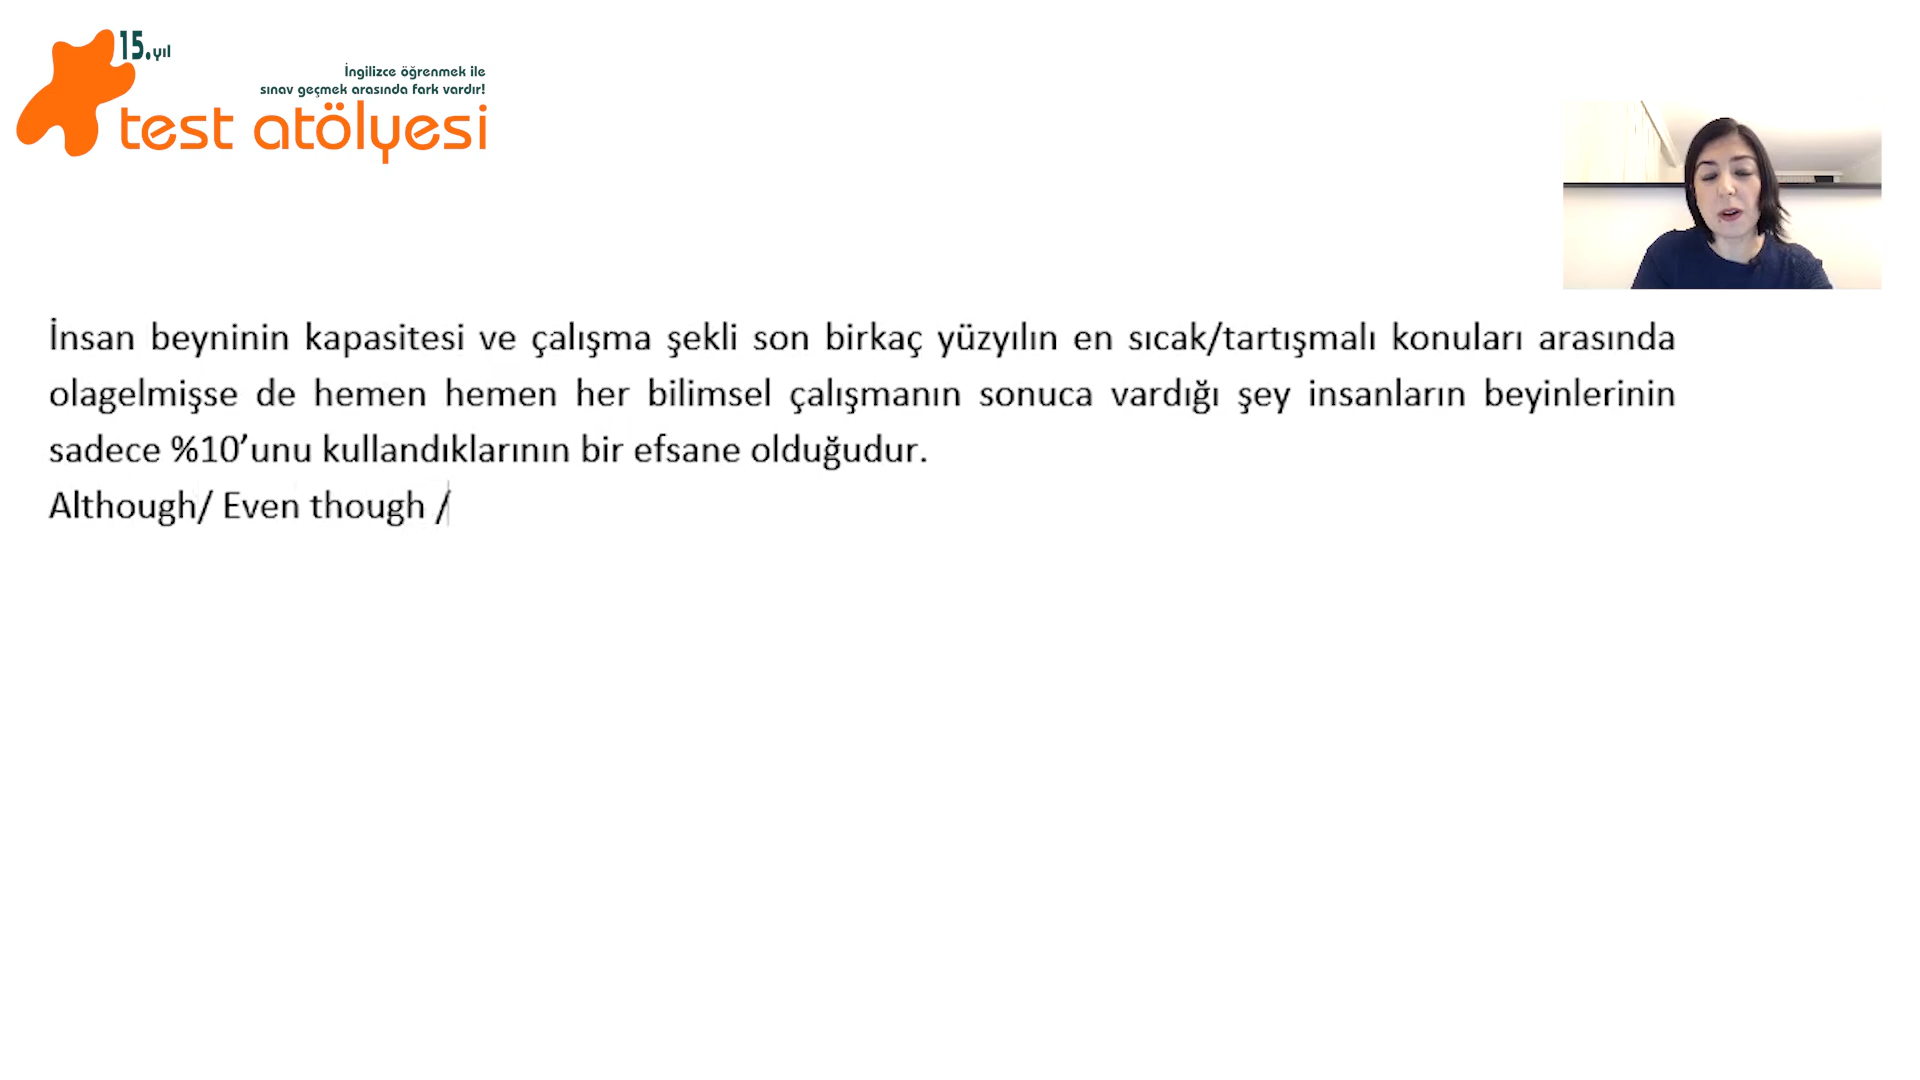 15.yıl
İngilizce öğrenmek ile
sınav geçmek arasında fark vardır!
test atölyesi
İnsan beyninin kapasitesi ve çalışma şekli son birkaç yüzyılın en sıcak/tartışmalı konuları arasında
olagelmişse de hemen hemen her bilimsel çalışmanın sonuca vardığı şey insanların beyinlerinin
sadece %10’unu kullandıklarının bir efsane olduğudur.
Although/ Even though /